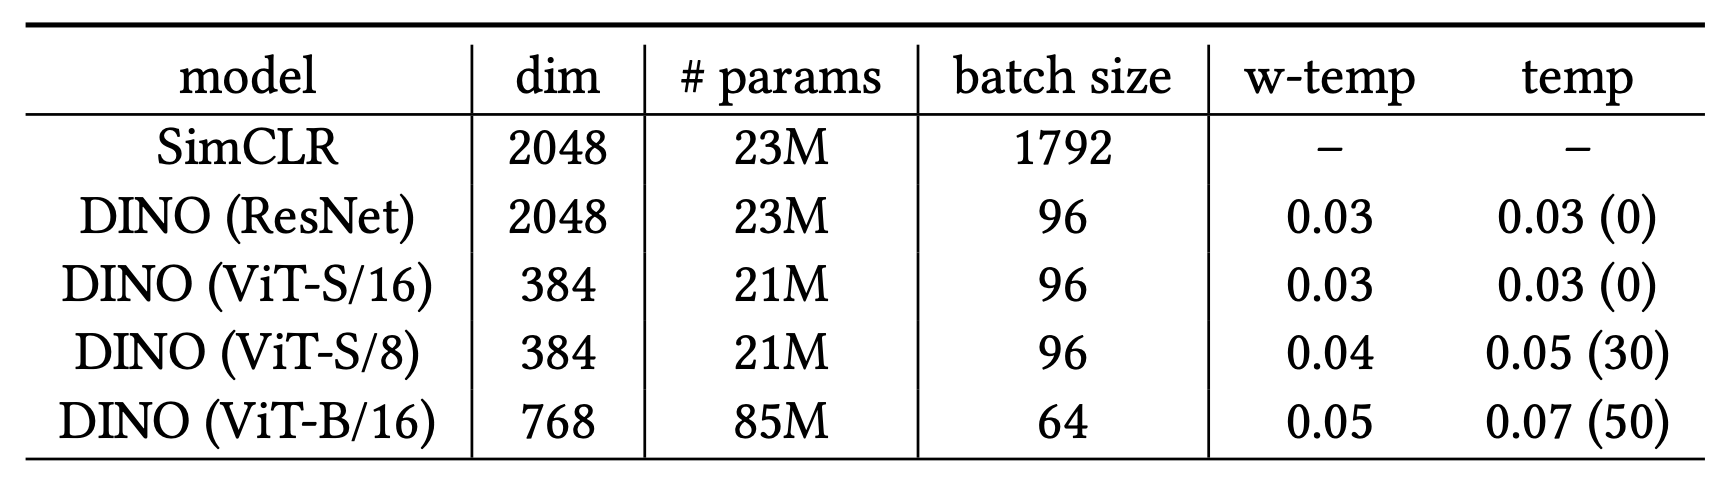 model dim # params batch size w-temp temp
SimCLR 2048 23M 1792 – –
DINO (ResNet) 2048 23M 96 0.03 0.03 (0)
DINO (ViT-S/16) 384 21M 96 0.03 0.03 (0)
DINO (ViT-S/8) 384 21M 96 0.04 0.05 (30)
DINO (ViT-B/16) 768 85M 64 0.05 0.07 (50)